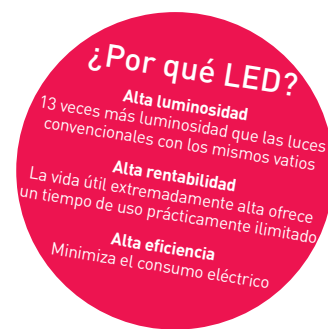 ¿Por qué LED?
Alta luminosidad
13 veces más luminosidad que las luces
convencionales con los mismos vatios
Alta rentabilidad
La vida útil extremadamente alta ofrece
un tiempo de uso prácticamente ilimitado
Alta eficiencia
Minimiza el consumo eléctrico